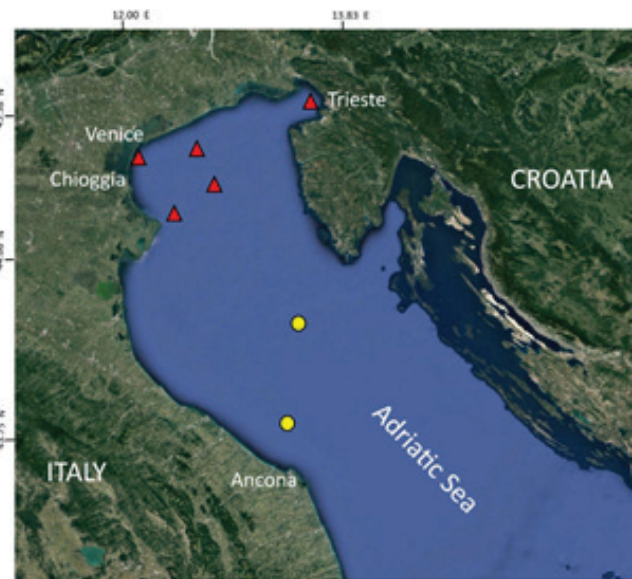 12.00 E
13.83
Trieste
Venice
Chioggia
CROATIA
Adriatic Sea
ITALY
Ancona